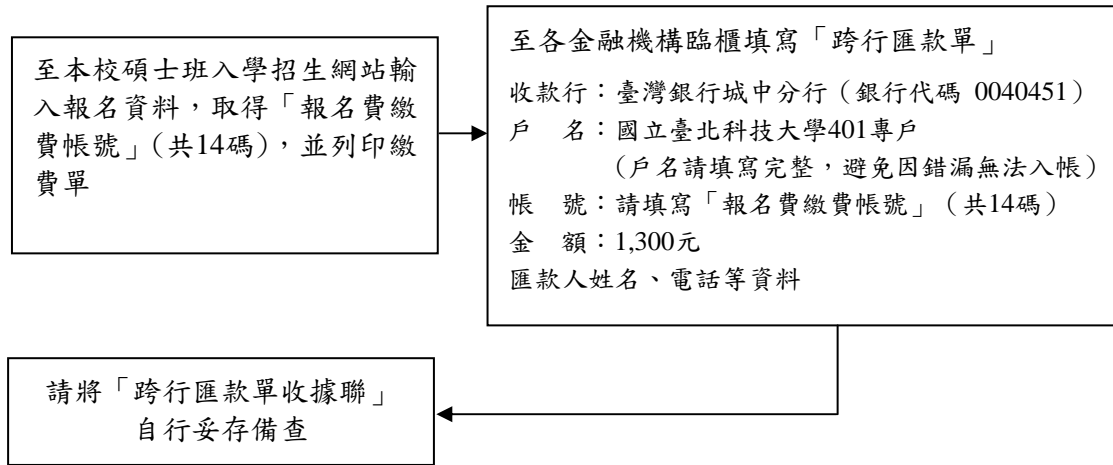 至本校碩士班入學招生網站輸
入報名資料，取得「報名費繳
費帳號」（共14碼），並列印繳
費單
至各金融機構臨櫃填寫「跨行匯款單」
收款行：臺灣銀行城中分行（銀行代碼 0040451）
戶　名：國立臺北科技大學401專戶
（戶名請填寫完整，避免因錯漏無法入帳）
帳　號：請填寫「報名費繳費帳號」（共14碼）
金　額：1,300元
匯款人姓名、電話等資料
請將「跨行匯款單收據聯」
自行妥存備查